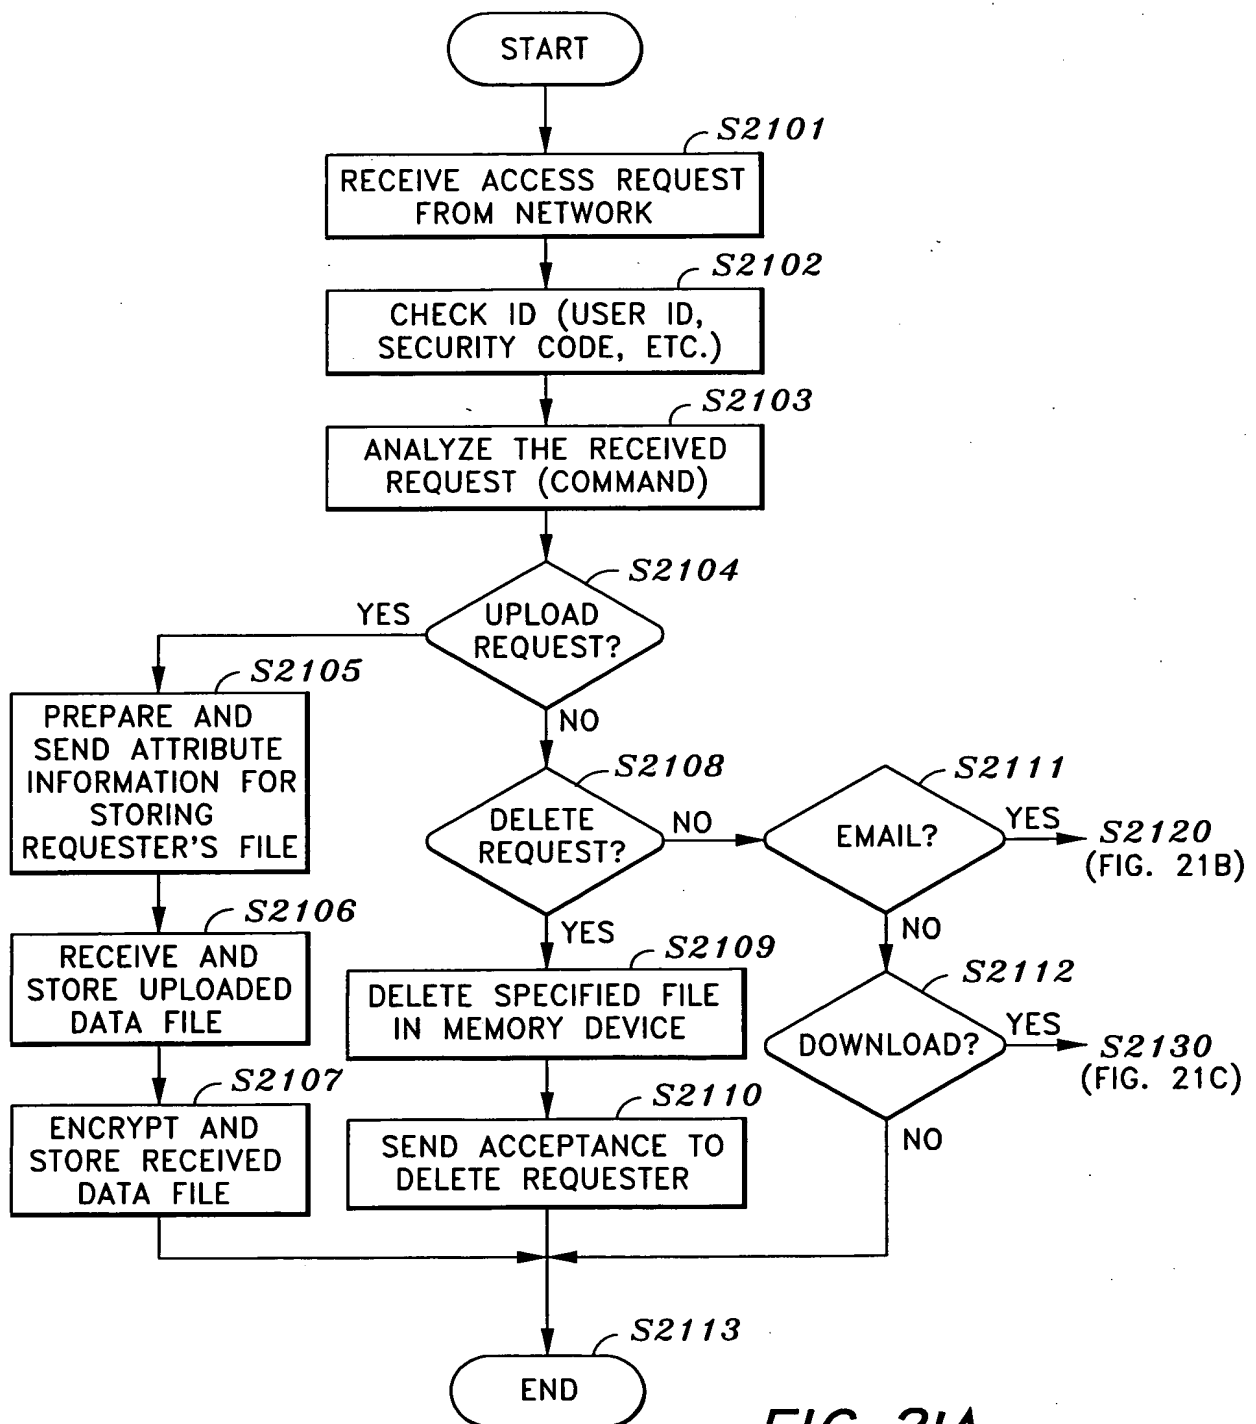 START
S2101
RECEIVE ACCESS REQUEST
FROM NETWORK
S2102
CHECK ID (USER ID,
SECURITY CODE, ETC.)
S2103
ANALYZE THE RECEIVED
REQUEST (COMMAND)
S2104
UPLOAD
REQUEST?
YES
NO
S2105
PREPARE AND
SEND ATTRIBUTE
INFORMATION FOR
STORING
REQUESTER'S FILE
S2106
RECEIVE AND
STORE UPLOADED
DATA FILE
S2107
ENCRYPT AND
STORE RECEIVED
DATA FILE
S2108
DELETE
REQUEST?
NO
YES
S2109
DELETE SPECIFIED FILE
IN MEMORY DEVICE
S2110
SEND ACCEPTANCE TO
DELETE REQUESTER
S2111
EMAIL?
YES
S2120
(FIG. 21B)
NO
S2112
DOWNLOAD?
YES
S2130
(FIG. 21C)
NO
S2113
END
FIG. 21A